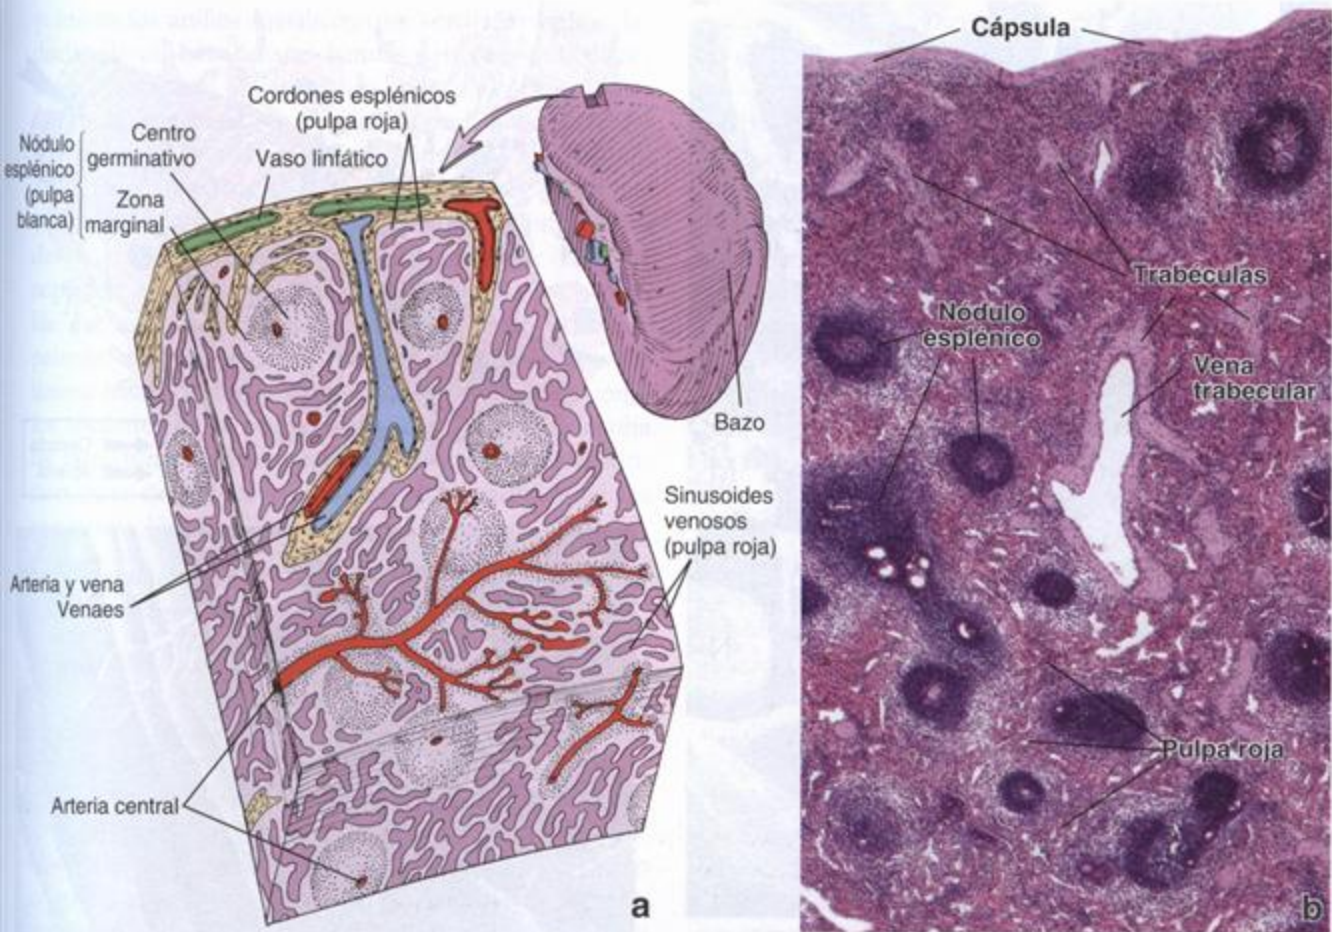 Cordones esplénicos
(pulpa roja)
Nódulo
esplénico
(pulpa
blanca)
Centro
germinativo
Zona
marginal
Vaso linfático
Bazo
Sinusoides
venosos
(pulpa roja)
Arteria y vena
Venaes
Arteria central
a
Cápsula
Trabéculas
Nódulo
esplénico
Vena
trabecular
Pulpa roja
b